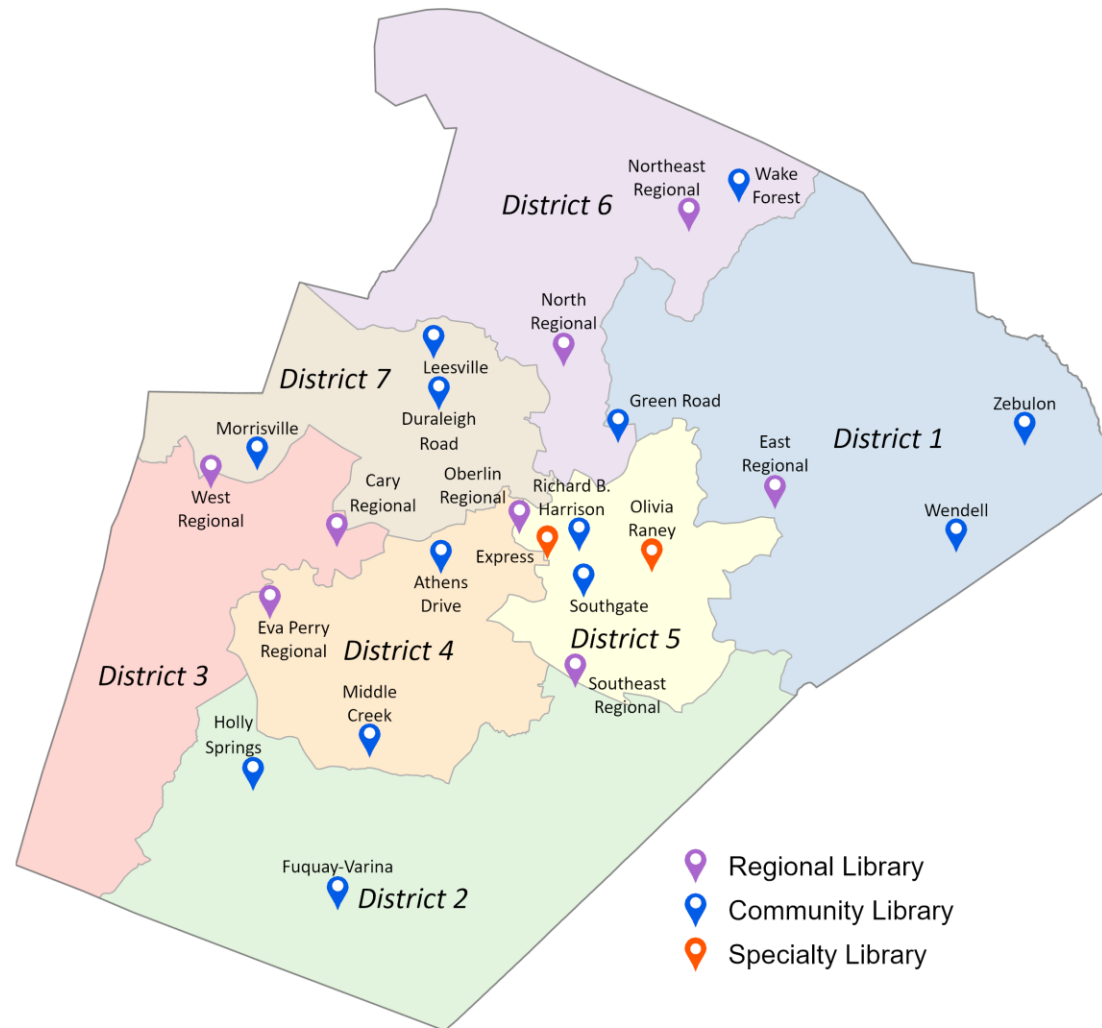 Northeast
Regional
Wake
Forest
District 6
North
Regional
Leesville
District 7
Duraleigh
Road
Green Road
Zebulon
Morrisville
District 1
East
Regional
West
Regional
Cary
Regional
Oberlin
Regional
Richard B.
Harrison
Olivia
Raney
Wendell
Express
Athens
Drive
Southgate
Eva Perry
Regional
District 4
District 5
District 3
Southeast
Regional
Middle
Creek
Holly
Springs
Fuquay-Varina
District 2
Regional Library
Community Library
Specialty Library